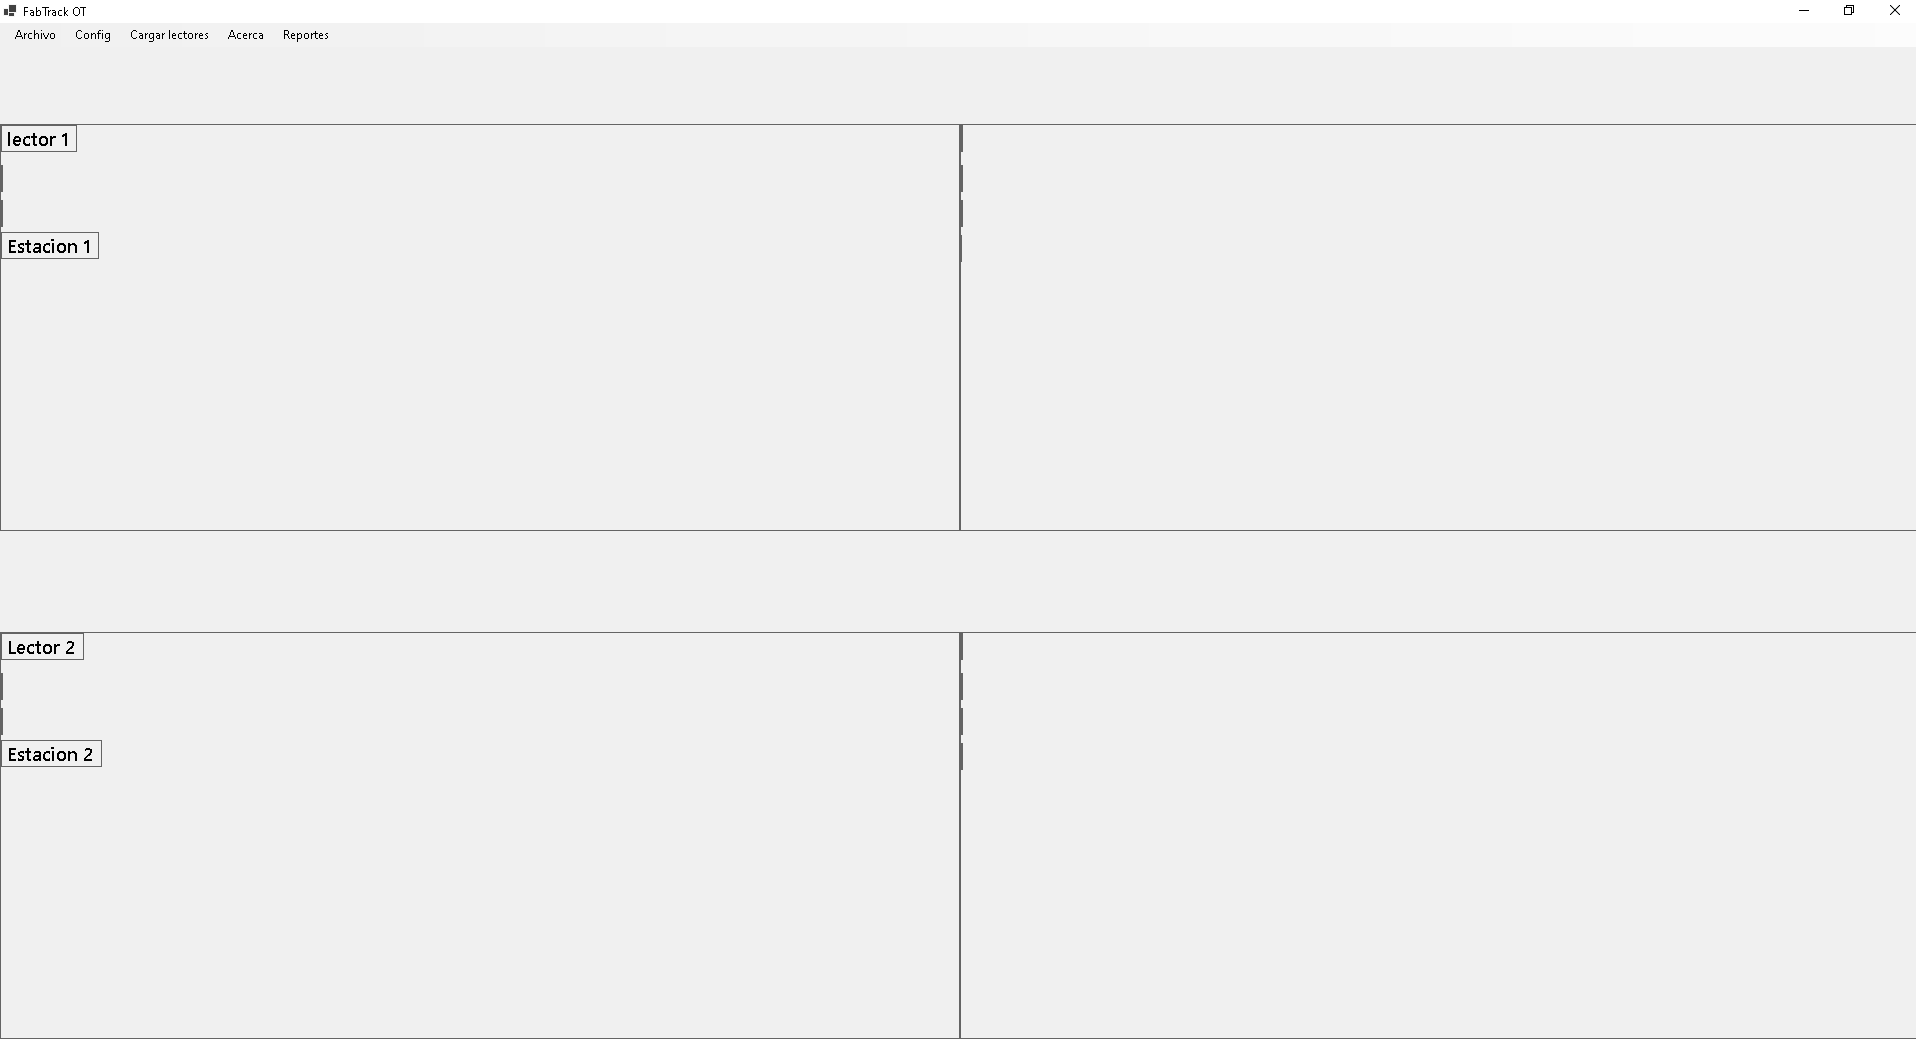 FabTrack OT
Archivo Config Cargar lectores Acerca Reportes
lector 1
Estacion 1
Lector 2
Estacion 2